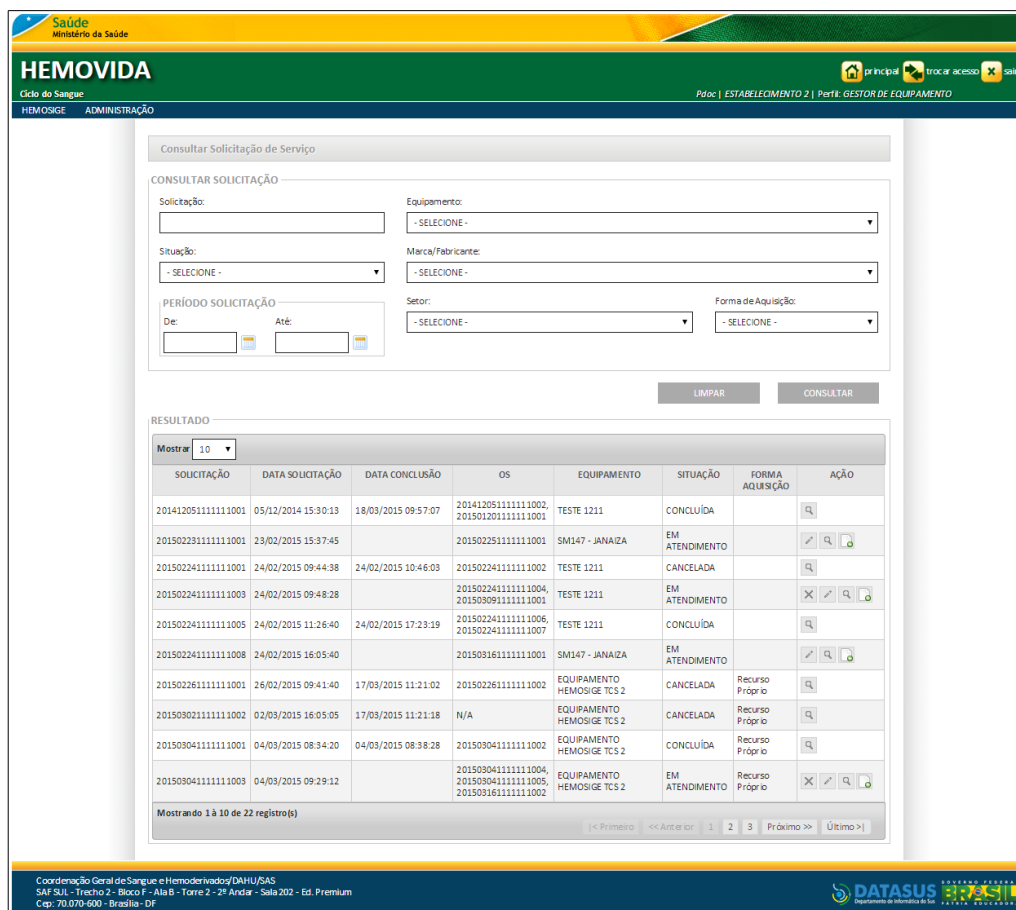 Saúde
Ministério da Saúde
HEMOVIDA
principal trocar acesso sair
Ciclo do Sangue
Pdoc | ESTABELECIMENTO 2 | Perfil: GESTOR DE EQUIPAMENTO
HEMOSIGE ADMINISTRAÇÃO
Consultar Solicitação de Serviço
CONSULTAR SOLICITAÇÃO
Solicitação: Equipamento:
- SELECIONE -
Situação: Marca/Fabricante:
- SELECIONE - - SELECIONE -
PERÍODO SOLICITAÇÃO Setor: Forma de Aquisição:
De: Até: - SELECIONE - - SELECIONE -
LIMPAR CONSULTAR
RESULTADO
Mostrar 10
SOLICITAÇÃO DATA SOLICITAÇÃO DATA CONCLUSÃO OS EQUIPAMENTO SITUAÇÃO FORMA AQUISIÇÃO AÇÃO
201412051111111001 05/12/2014 15:30:13 18/03/2015 09:57:07 201412051111111002, 201501201111111001 TESTE 1211 CONCLUÍDA
201502231111111001 23/02/2015 15:37:45 201502251111111001 SM147 - JANAIZA EM ATENDIMENTO
201502241111111001 24/02/2015 09:44:38 24/02/2015 10:46:03 201502241111111002 TESTE 1211 CANCELADA
201502241111111003 24/02/2015 09:48:28 201502241111111004, 201503091111111001 TESTE 1211 EM ATENDIMENTO
201502241111111005 24/02/2015 11:26:40 24/02/2015 17:23:19 201502241111111006, 201502241111111007 TESTE 1211 CONCLUÍDA
201502241111111008 24/02/2015 16:05:40 201503161111111001 SM147 - JANAIZA EM ATENDIMENTO
201502261111111001 26/02/2015 09:41:40 17/03/2015 11:21:02 201502261111111002 EQUIPAMENTO HEMOSIGE TCS 2 CANCELADA Recurso Próprio
201503021111111002 02/03/2015 16:05:05 17/03/2015 11:21:18 N/A EQUIPAMENTO HEMOSIGE TCS 2 CANCELADA Recurso Próprio
201503041111111001 04/03/2015 08:34:20 04/03/2015 08:38:28 201503041111111002 EQUIPAMENTO HEMOSIGE TCS 2 CONCLUÍDA Recurso Próprio
201503041111111003 04/03/2015 09:29:12 201503041111111004, 201503041111111005, 201503161111111002 EQUIPAMENTO HEMOSIGE TCS 2 EM ATENDIMENTO Recurso Próprio
Mostrando 1 à 10 de 22 registro(s)
|< Primeiro << Anterior 1 2 3 Próximo >> Último >|
Coordenação Geral de Sangue e Hemoderivados/DAHU/SAS
SAF SUL - Trecho 2 - Bloco F - Ala B - Torre 2 - 2º Andar - Sala 202 - Ed. Premium
Cep: 70.070-600 - Brasília - DF
DATASUS
Departamento de Informática do Sus
GOVERNO FEDERAL
BRASIL
PÁTRIA EDUCADORA